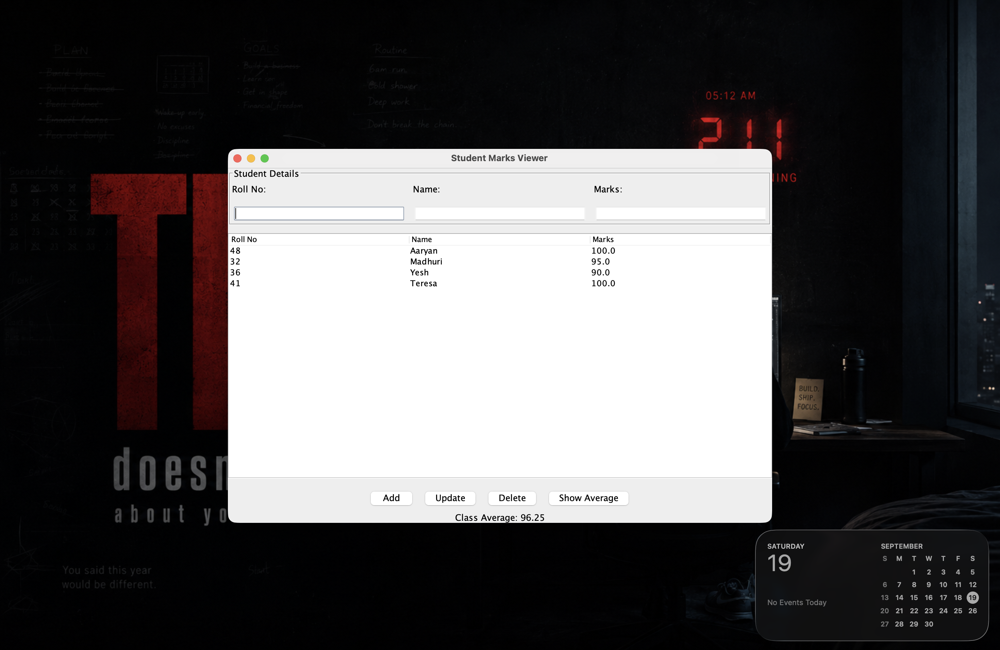 PLAN
GOALS
Build a business
Get in shape
Financial freedom
Routine
6am run
Cold shower
Deep work
Don't break the chain.
Wake up early.
No excuses
Discipline
05:12 AM
211
Student Marks Viewer
Student Details
Roll No: Name: Marks:
Roll No Name Marks
48 Aaryan 100.0
32 Madhuri 95.0
36 Yesh 90.0
41 Teresa 100.0
Add Update Delete Show Average
Class Average: 96.25
doesn
about yo
You said this year
would be different.
Start
BUILD.
SHIP.
FOCUS.
SATURDAY
19
No Events Today
SEPTEMBER
S M T W T F S
1 2 3 4 5
6 7 8 9 10 11 12
13 14 15 16 17 18 19
20 21 22 23 24 25 26
27 28 29 30